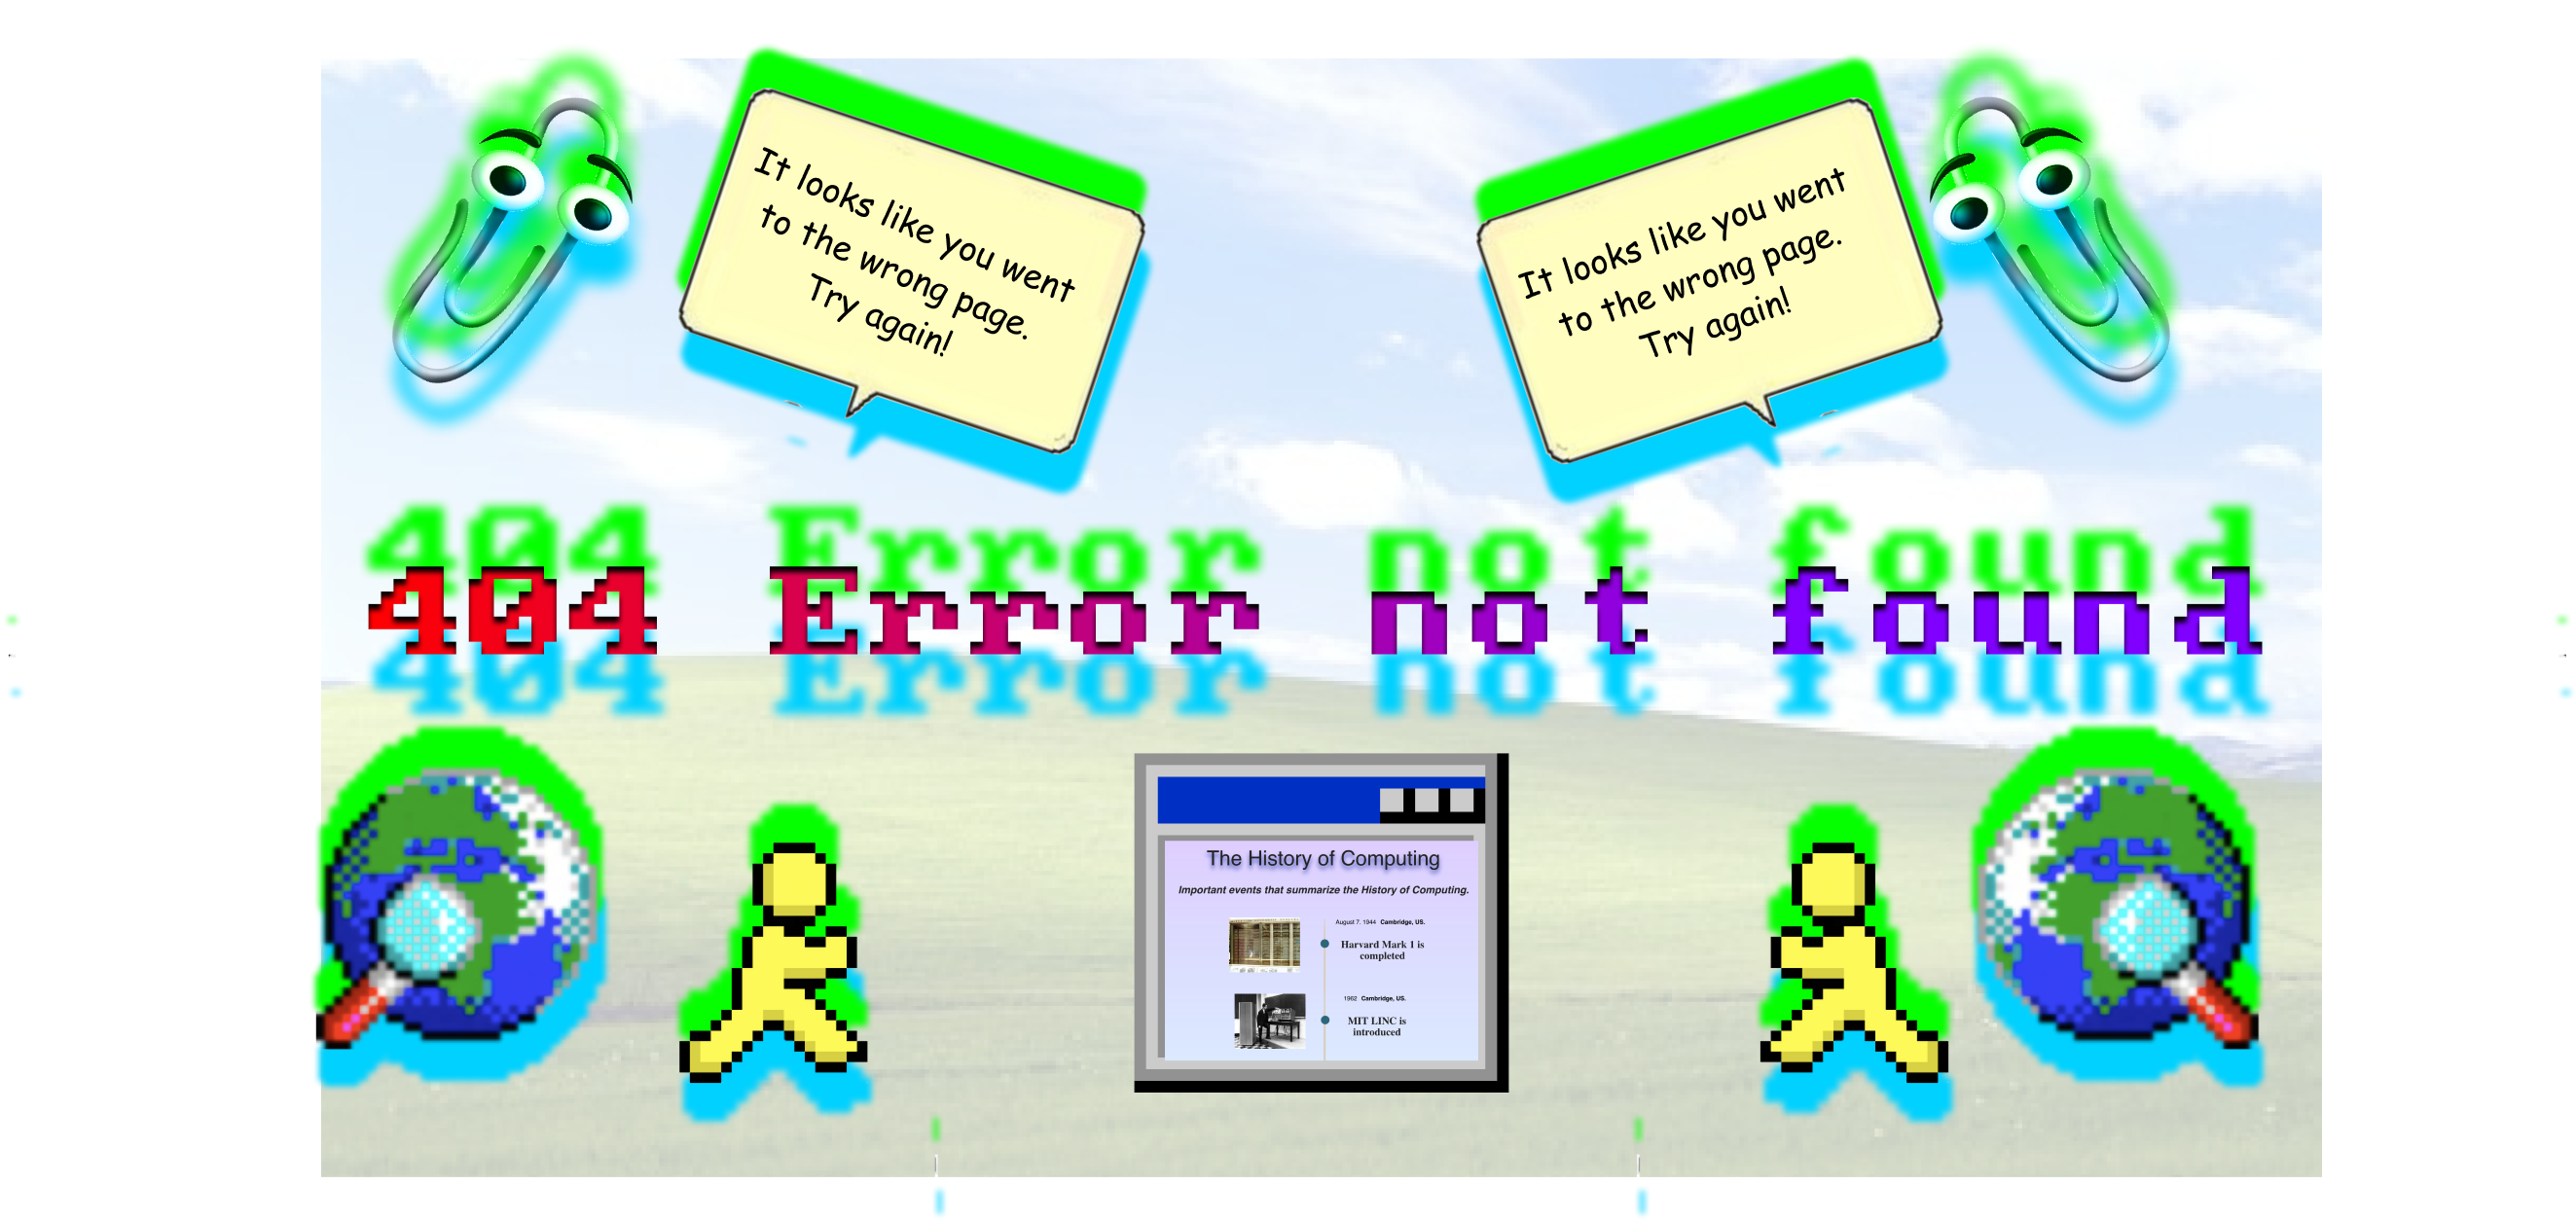 It looks like you went
to the wrong page.
Try again!
It looks like you went
to the wrong page.
Try again!
404 Error not found
The History of Computing
Important events that summarize the History of Computing.
August 7, 1944 Cambridge, US.
Harvard Mark 1 is
completed
1962 Cambridge, US.
MIT LINC is
introduced